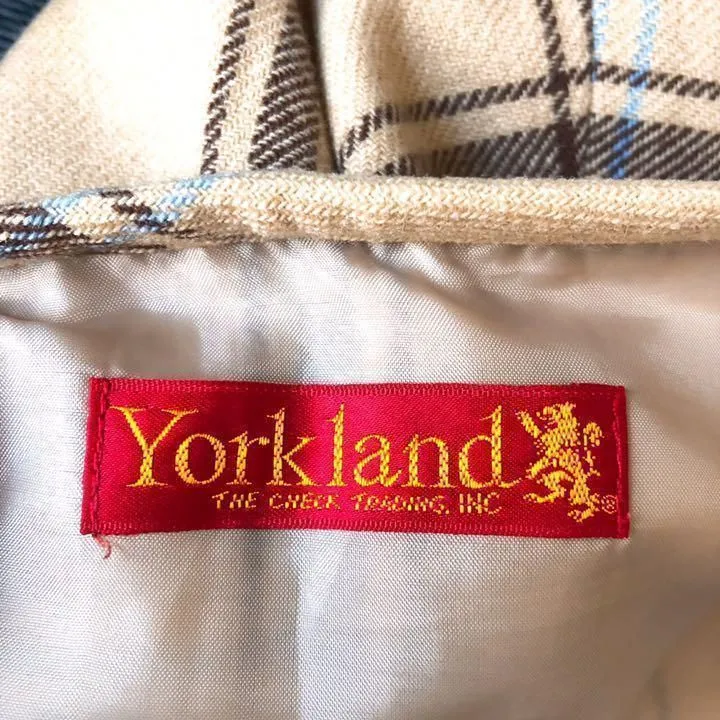 Yorkland
THE CHECK TRADING, INC
®